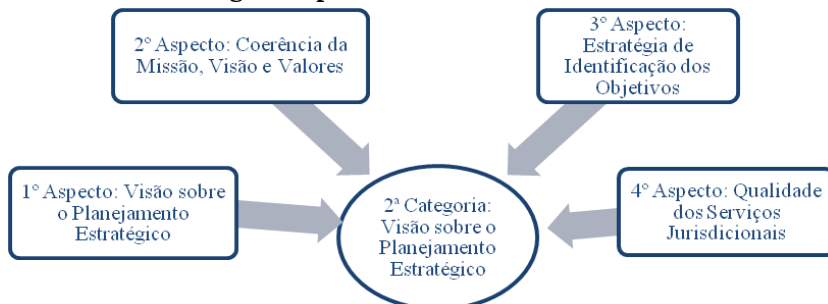 2º Aspecto: Coerência da
Missão, Visão e Valores
3º Aspecto:
Estratégia de
Identificação dos
Objetivos
1º Aspecto: Visão sobre
o Planejamento
Estratégico
2ª Categoria:
Visão sobre o
Planejamento
Estratégico
4º Aspecto: Qualidade
dos Serviços
Jurisdicionais